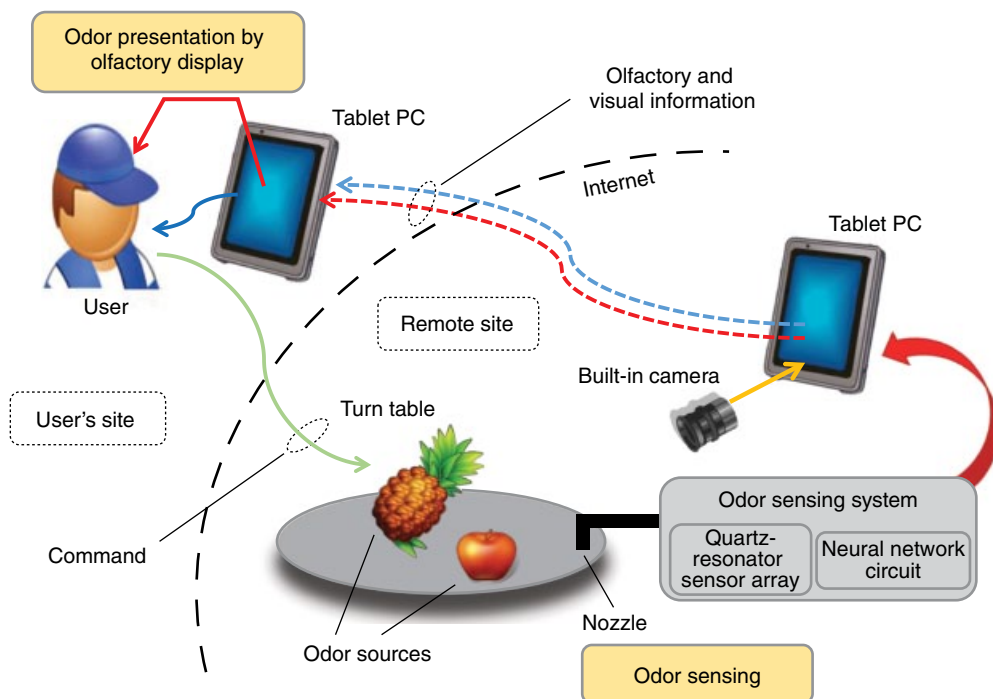 Odor presentation by
olfactory display
Tablet PC
Olfactory and
visual information
Internet
Tablet PC
User
Remote site
Built-in camera
User's site
Turn table
Odor sensing system
Quartz-
resonator
sensor array
Neural network
circuit
Command
Nozzle
Odor sources
Odor sensing